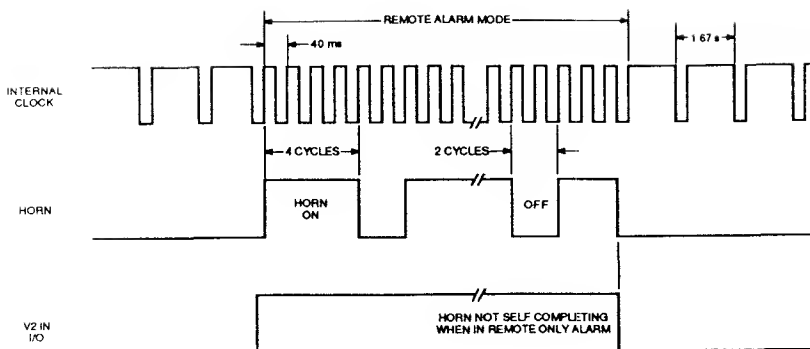 REMOTE ALARM MODE
40 ms
1 67 s
INTERNAL
CLOCK
4 CYCLES
2 CYCLES
HORN
HORN
ON
OFF
V2 IN
I/O
HORN NOT SELF COMPLETING
WHEN IN REMOTE ONLY ALARM